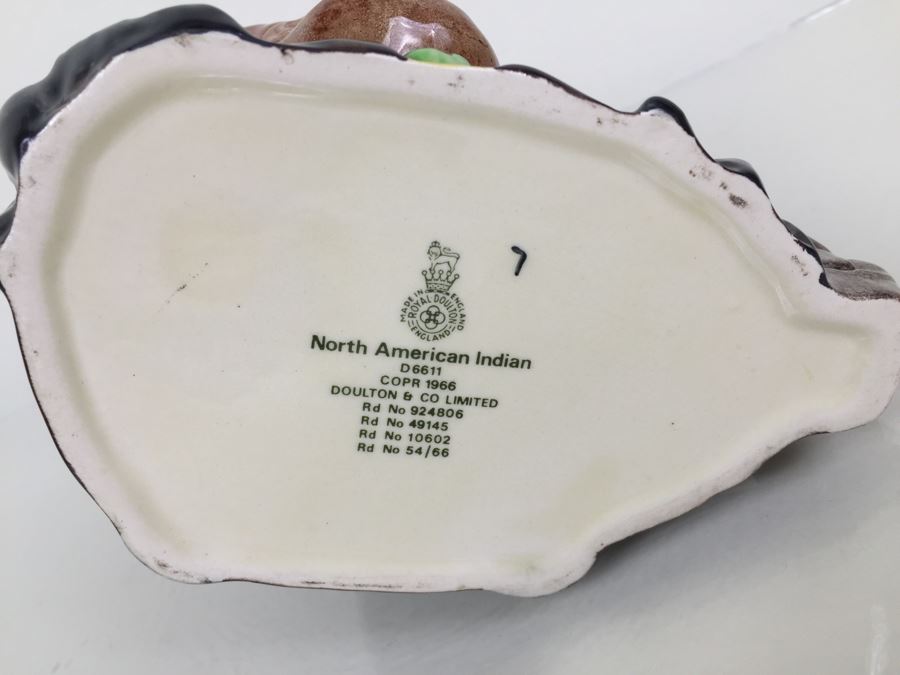 7
MADE IN ENGLAND
ROYAL DOULTON
ENGLAND
North American Indian
D6611
COPR 1966
DOULTON & CO LIMITED
Rd No 924806
Rd No 49145
Rd No 10602
Rd No 54/66